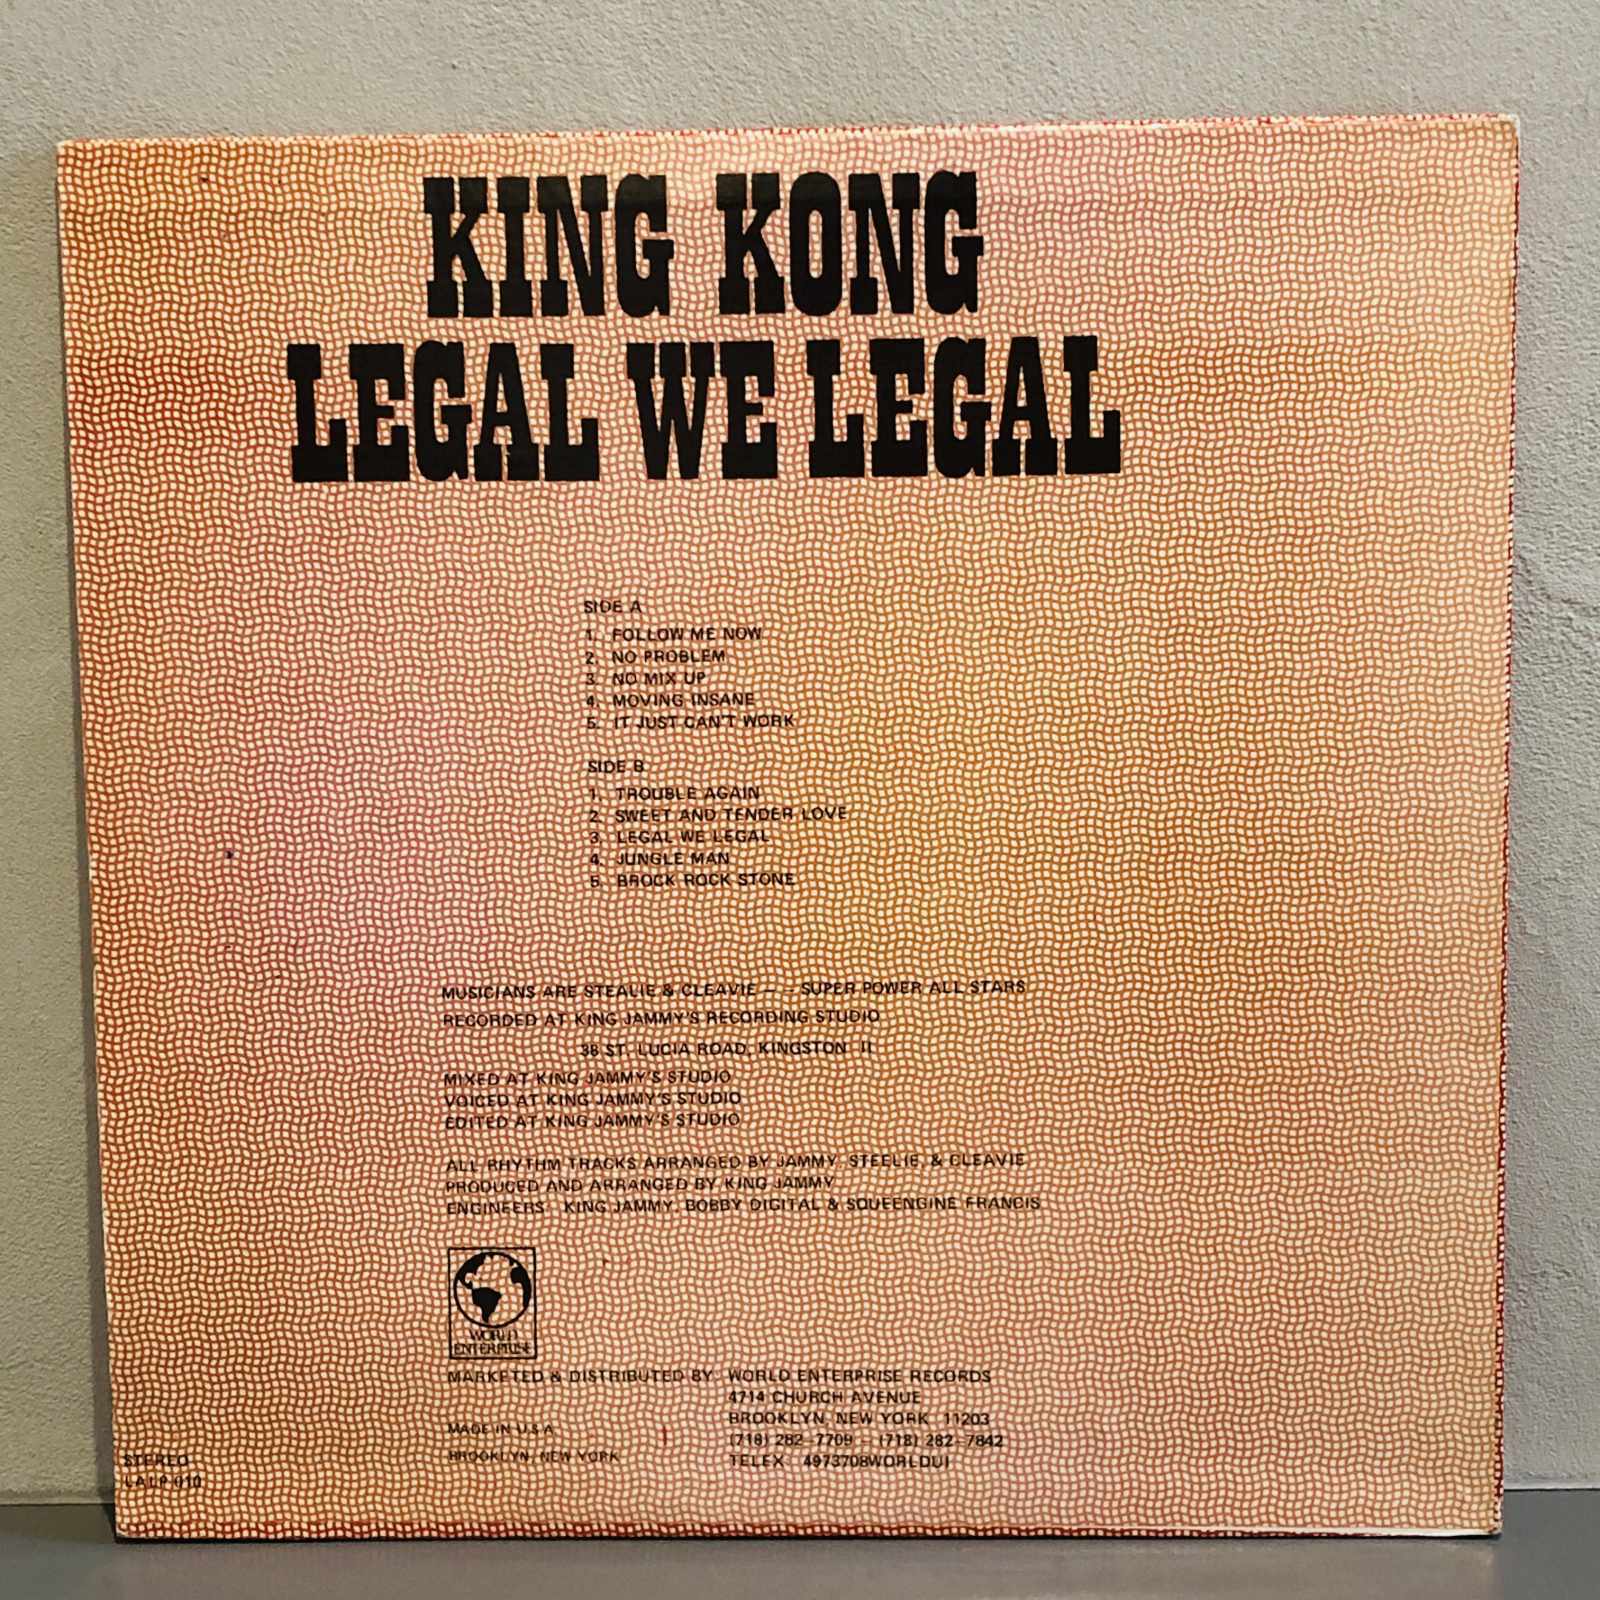 KING KONG
LEGAL WE LEGAL
SIDE A
1. FOLLOW ME NOW
2. NO PROBLEM
3. NO MIX UP
4. MOVING INSANE
5. IT JUST CAN'T WORK
SIDE B
1. TROUBLE AGAIN
2. SWEET AND TENDER LOVE
3. LEGAL WE LEGAL
4. JUNGLE MAN
5. BROCK ROCK STONE
MUSICIANS ARE STEALIE & CLEAVIE - - SUPER POWER ALL STARS
RECORDED AT KING JAMMY'S RECORDING STUDIO
38 ST. LUCIA ROAD, KINGSTON II
MIXED AT KING JAMMY'S STUDIO
VOICED AT KING JAMMY'S STUDIO
EDITED AT KING JAMMY'S STUDIO
ALL RHYTHM TRACKS ARRANGED BY JAMMY, STEELIE, & CLEAVIE
PRODUCED AND ARRANGED BY KING JAMMY
ENGINEERS: KING JAMMY, BOBBY DIGITAL & SQUEENGINE FRANCIS
WORLD
ENTERPRISE
MARKETED & DISTRIBUTED BY: WORLD ENTERPRISE RECORDS
4714 CHURCH AVENUE
BROOKLYN, NEW YORK 11203
(718) 282-7709 - (718) 282-7842
TELEX 4973708WORLDUI
MADE IN U.S.A.
BROOKLYN, NEW YORK
STEREO
LALP 010